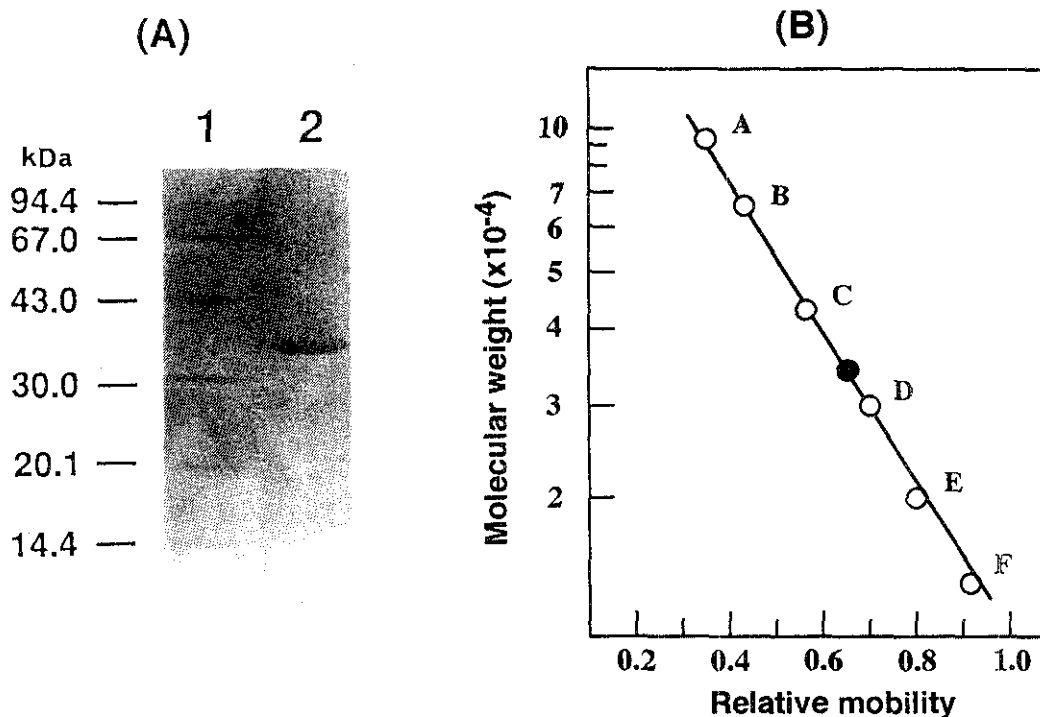 (A)
1 2
kDa
94.4
67.0
43.0
30.0
20.1
14.4
(B)
Molecular weight (x10⁻⁴)
10
7
6
5
4
3
2
A
B
C
D
E
F
0.2 0.4 0.6 0.8 1.0
Relative mobility